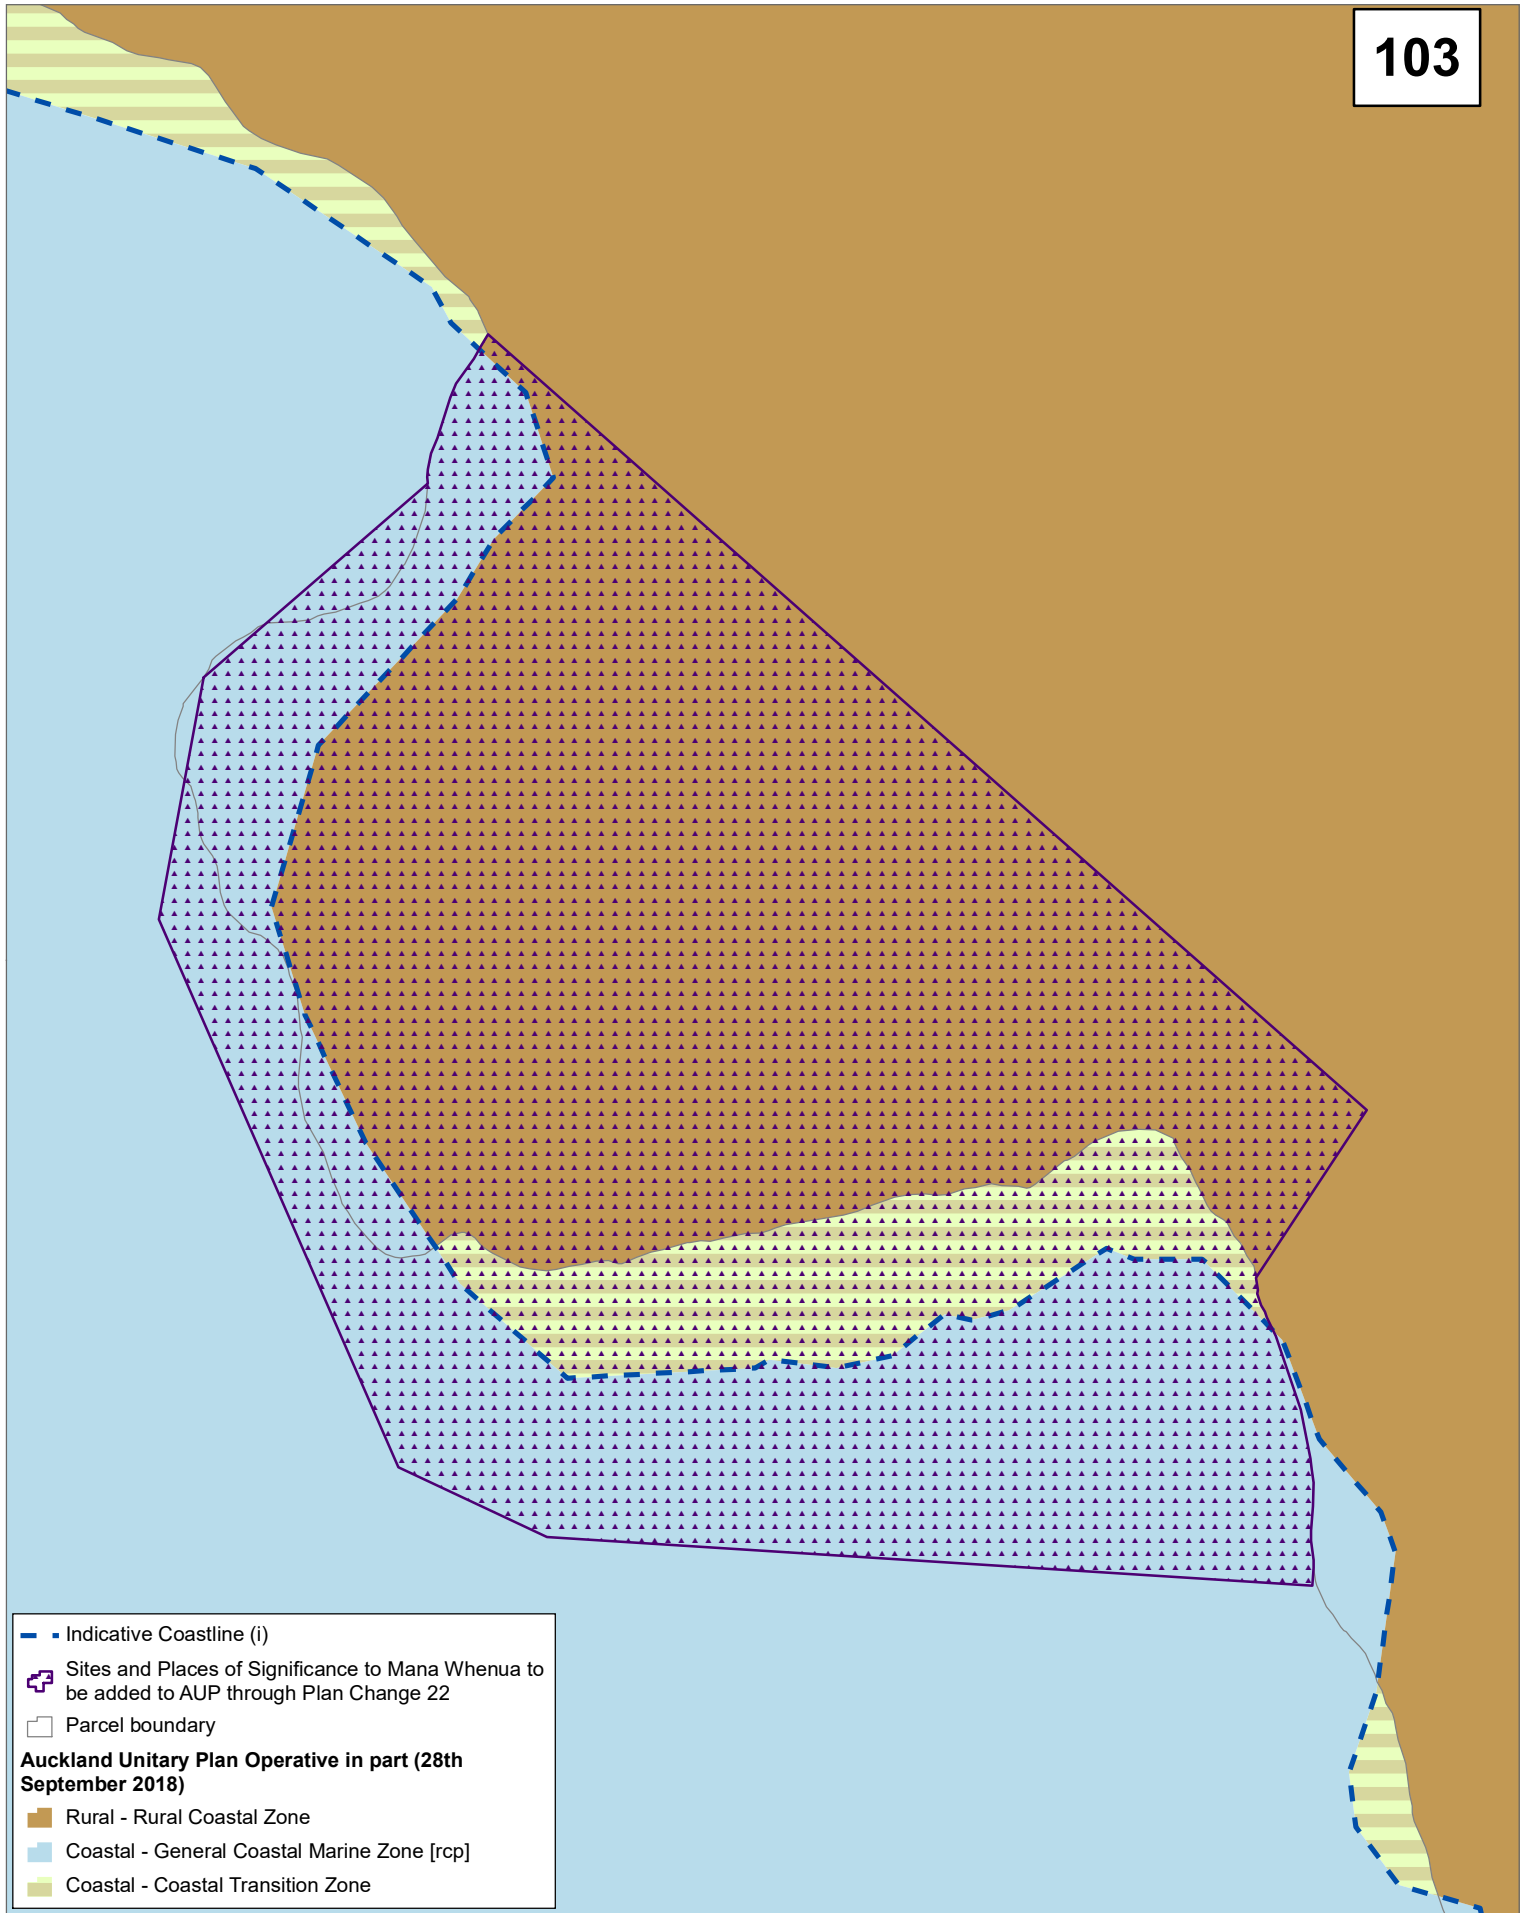 103
Indicative Coastline (i)
Sites and Places of Significance to Mana Whenua to
be added to AUP through Plan Change 22
Parcel boundary
Auckland Unitary Plan Operative in part (28th
September 2018)
Rural - Rural Coastal Zone
Coastal - General Coastal Marine Zone [rcp]
Coastal - Coastal Transition Zone